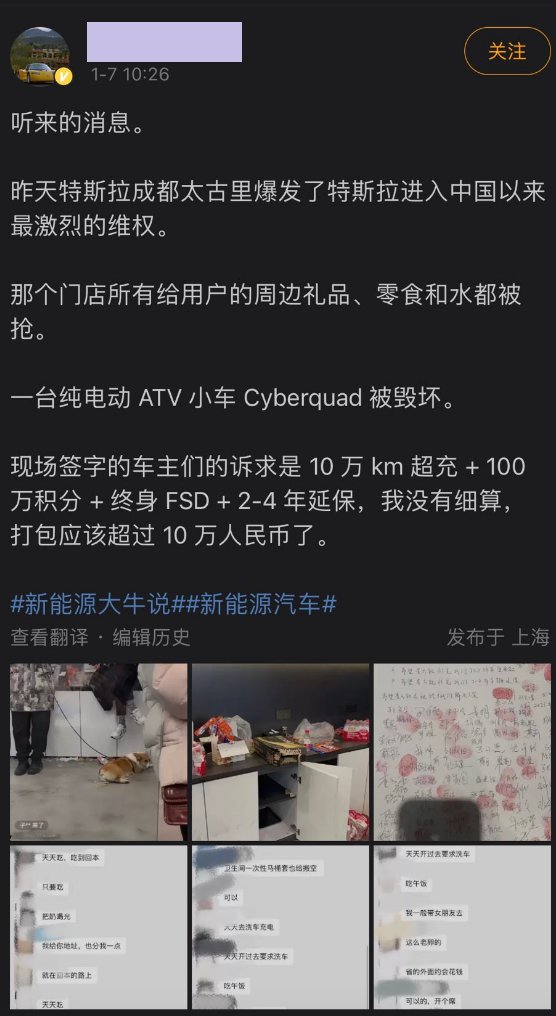 关注
1-7 10:26
听来的消息。
昨天特斯拉成都太古里爆发了特斯拉进入中国以来
最激烈的维权。
那个门店所有给用户的周边礼品、零食和水都被
抢。
一台纯电动 ATV 小车 Cyberquad 被毁坏。
现场签字的车主们的诉求是 10 万 km 超充 + 100
万积分 + 终身 FSD + 2-4 年延保，我没有细算，
打包应该超过 10 万人民币了。
#新能源大牛说##新能源汽车#
查看翻译 · 编辑历史
发布于 上海
天天吃，吃到回本
只要吃
把奶喝光
我给你地址，也分我一点
就在回本的路上
天天吃
卫生间一次性马桶套也给搬空
可以
天天去洗车充电
天天开过去要求洗车
吃午饭
天天开过去要求洗车
吃午饭
我一般带女朋友去
这么老师的
省的外面约会花钱
可以的，开个席